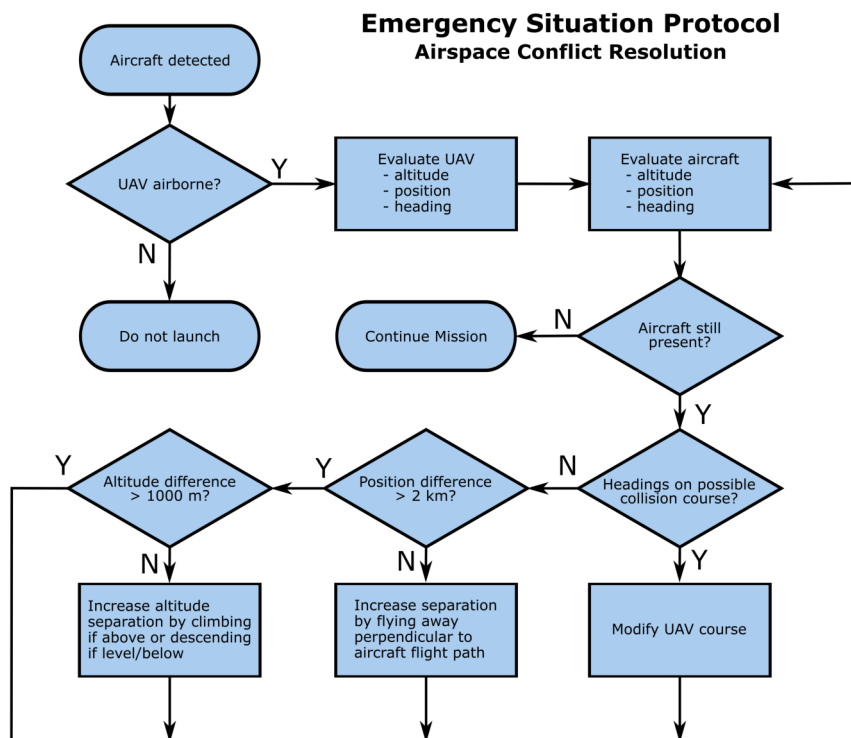 Emergency Situation Protocol
Airspace Conflict Resolution
Aircraft detected
UAV airborne?
Y
N
Do not launch
Evaluate UAV
- altitude
- position
- heading
Evaluate aircraft
- altitude
- position
- heading
Aircraft still
present?
N
Continue Mission
Y
Headings on possible
collision course?
N
Y
Position difference
> 2 km?
Y
N
Altitude difference
> 1000 m?
Y
N
Increase altitude
separation by climbing
if above or descending
if level/below
Increase separation
by flying away
perpendicular to
aircraft flight path
Modify UAV course